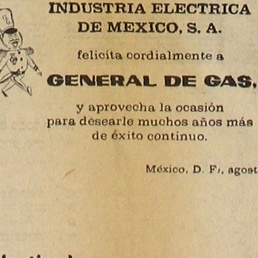 INDUSTRIA ELECTRICA
DE MEXICO, S. A.
felicita cordialmente a
GENERAL DE GAS,
y aprovecha la ocasión
para desearle muchos años más
de éxito continuo.
México, D. F., agost